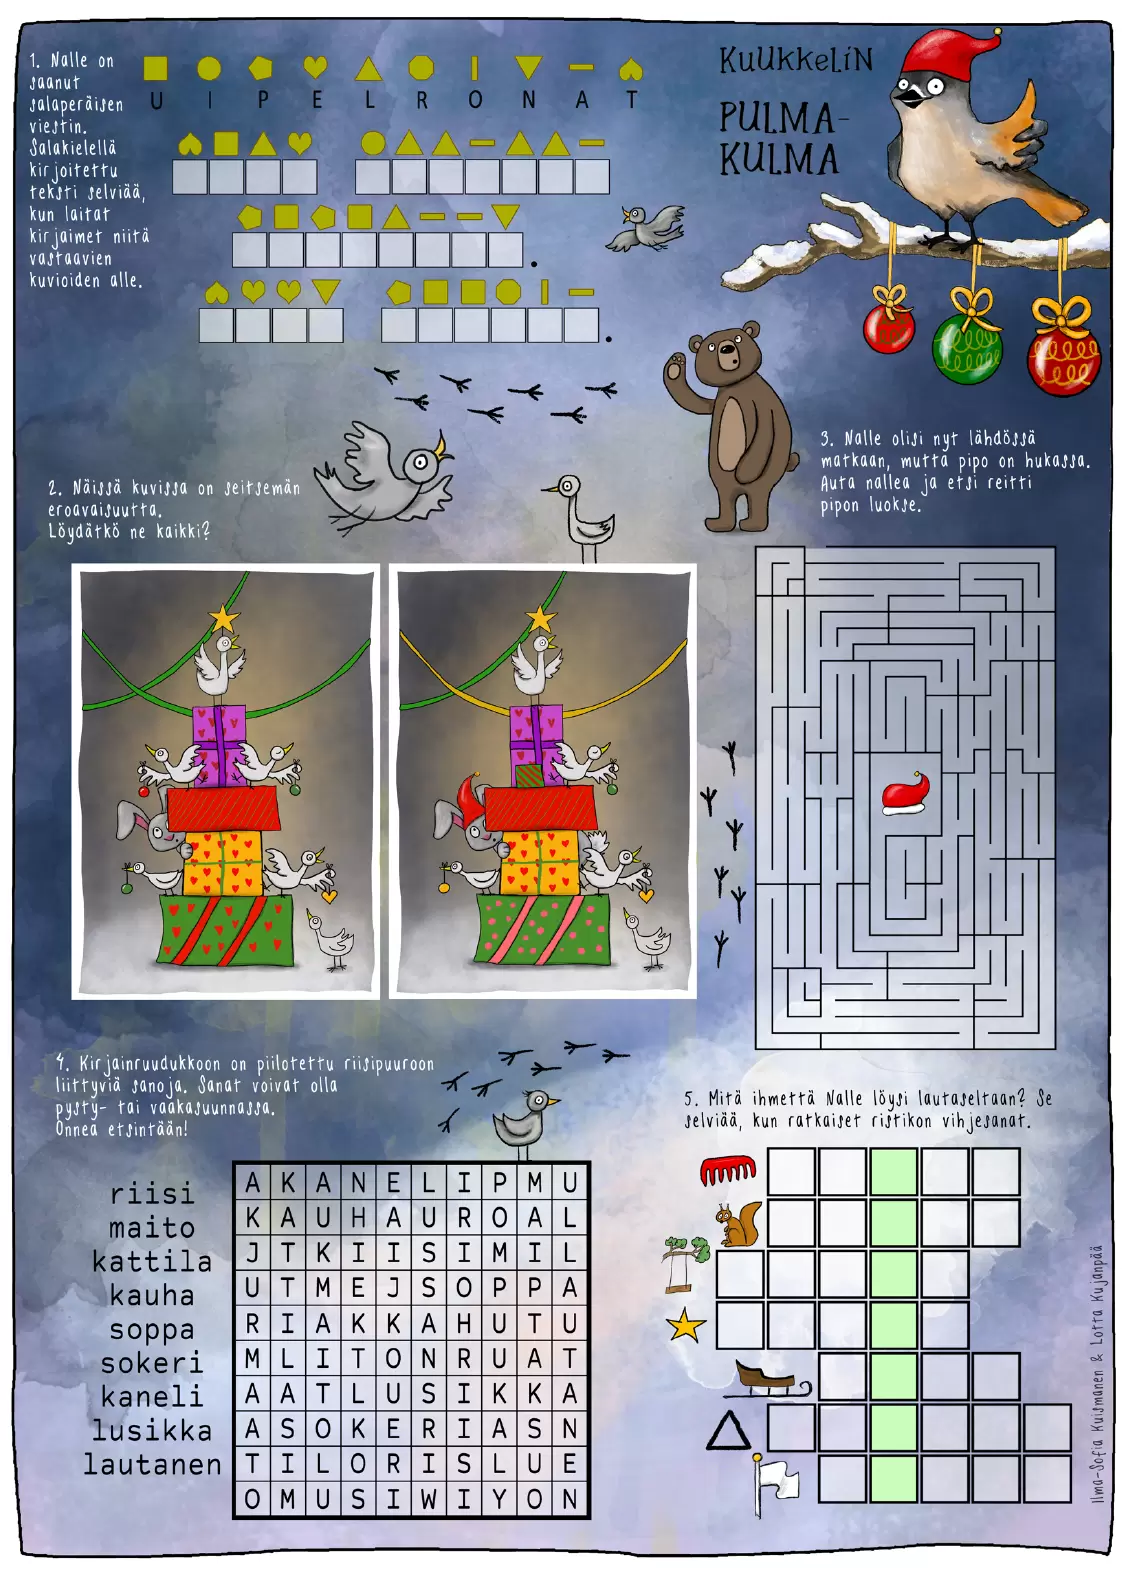 KUUKKELIN
PULMA-
KULMA
1. Nalle on
saanut
salaperäisen
viestin.
Salakielellä
kirjoitettu
teksti selviää,
kun laitat
kirjaimet niitä
vastaavien
kuvioiden alle.
U I P E L R O N A T
.
.
2. Näissä kuvissa on seitsemän
eroavaisuutta.
Löydätkö ne kaikki?
3. Nalle olisi nyt lähdössä
matkaan, mutta pipo on hukassa.
Auta nallea ja etsi reitti
pipon luokse.
4. Kirjainruudukkoon on piilotettu riisipuuroon
liittyviä sanoja. Sanat voivat olla
pysty- tai vaakasuunnassa.
Onnea etsintään!
riisi
maito
kattila
kauha
soppa
sokeri
kaneli
lusikka
lautanen
A K A N E L I P M U
K A U H A U R O A L
J T K I I S I M I L
U T M E J S O P P A
R I A K K A H U T U
M L I T O N R U A T
A A T L U S I K K A
A S O K E R I A S N
T I L O R I S L U E
O M U S I W I Y O N
5. Mitä ihmettä Nalle löysi lautaseltaan? Se
selviää, kun ratkaiset ristikon vihjesanat.
Ilma-Sofia Kuismanen & Lotta Kujanpää